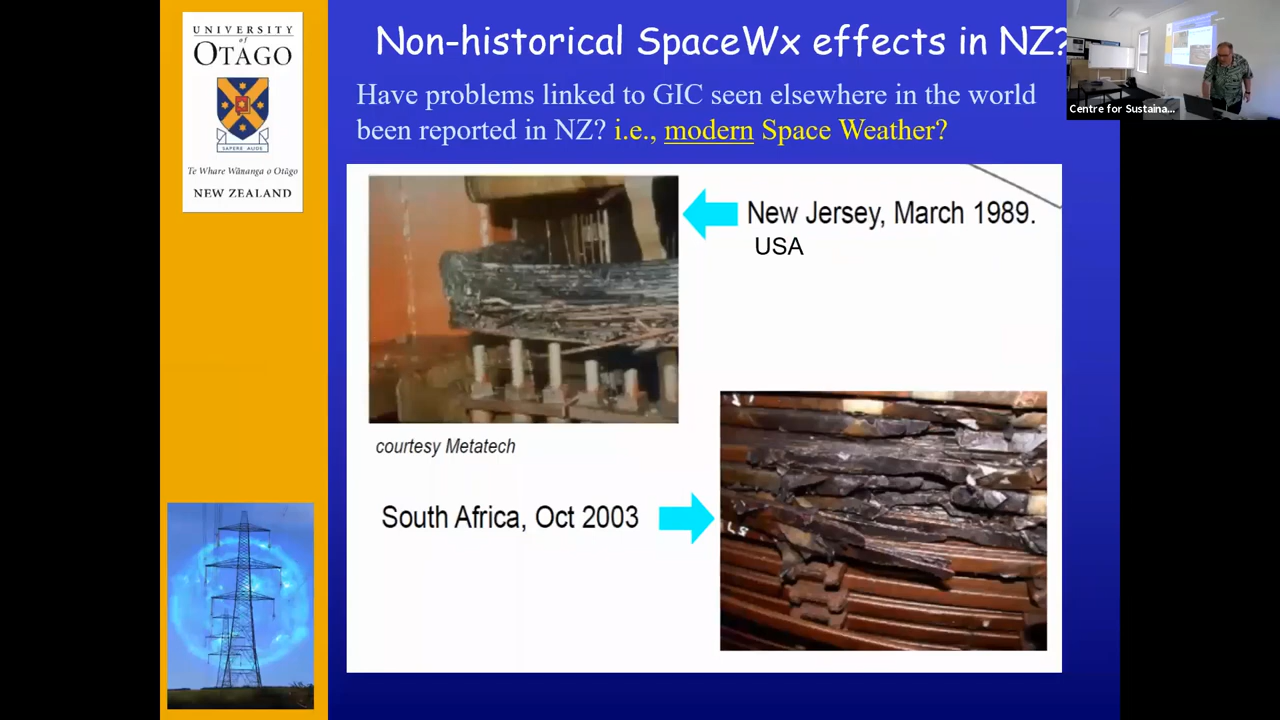 UNIVERSITY
of
OTAGO
SAPERE AUDE
Te Whare Wānanga o Otāgo
NEW ZEALAND
Non-historical SpaceWx effects in NZ?
Have problems linked to GIC seen elsewhere in the world
been reported in NZ? i.e., modern Space Weather?
New Jersey, March 1989.
USA
courtesy Metatech
South Africa, Oct 2003
Centre for Sustaina...